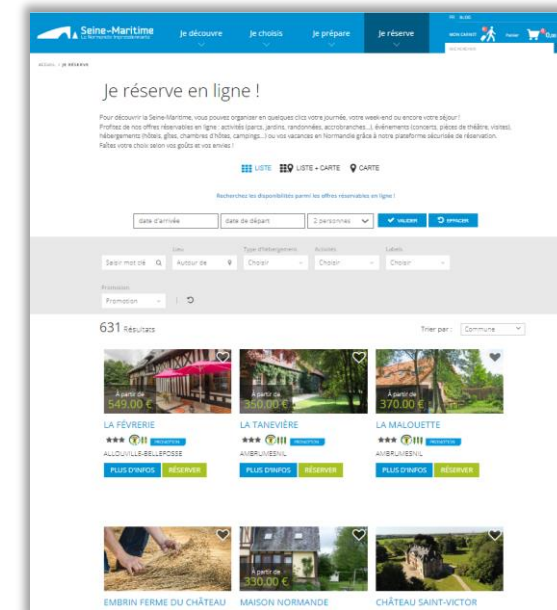 FR BLOG
Seine-Maritime
La Normandie Impressionnante
Je découvre
Je choisis
Je prépare
Je réserve
MON CARNET
Panier
ACCUEIL > JE RÉSERVE
Je réserve en ligne !
Pour découvrir la Seine-Maritime, vous pouvez organiser en quelques clics votre journée, votre week-end ou encore votre séjour !
Profitez de nos offres réservables en ligne : activités (parcs, jardins, randonnées, accrobranches...), événements (concerts, pièces de théâtre, visites),
hébergements (hôtels, gîtes, chambres d'hôtes, campings...) ou vos vacances en Normandie grâce à notre plateforme sécurisée de réservation.
Faites votre choix selon vos goûts et vos envies !
LISTE LISTE + CARTE CARTE
Recherchez les disponibilités parmi les offres réservables en ligne !
date d'arrivée date de départ 2 personnes VALIDER EFFACER
Lieu Type d'hébergement Activités Labels
Saisir mot clé Autour de Choisir Choisir Choisir
Promotion
Promotion
631 Résultats Trier par : Commune
À partir de À partir de À partir de
549.00 € 350.00 € 370.00 €
LA FÉVRERIE LA TANEVIÈRE LA MALOUETTE
PROMOTION PROMOTION PROMOTION
ALLOUVILLE-BELLEFOSSE AMBRUMESNIL AMBRUMESNIL
PLUS D'INFOS RÉSERVER PLUS D'INFOS RÉSERVER PLUS D'INFOS RÉSERVER
À partir de
330.00 €
EMBRIN FERME DU CHÂTEAU MAISON NORMANDE CHÂTEAU SAINT-VICTOR